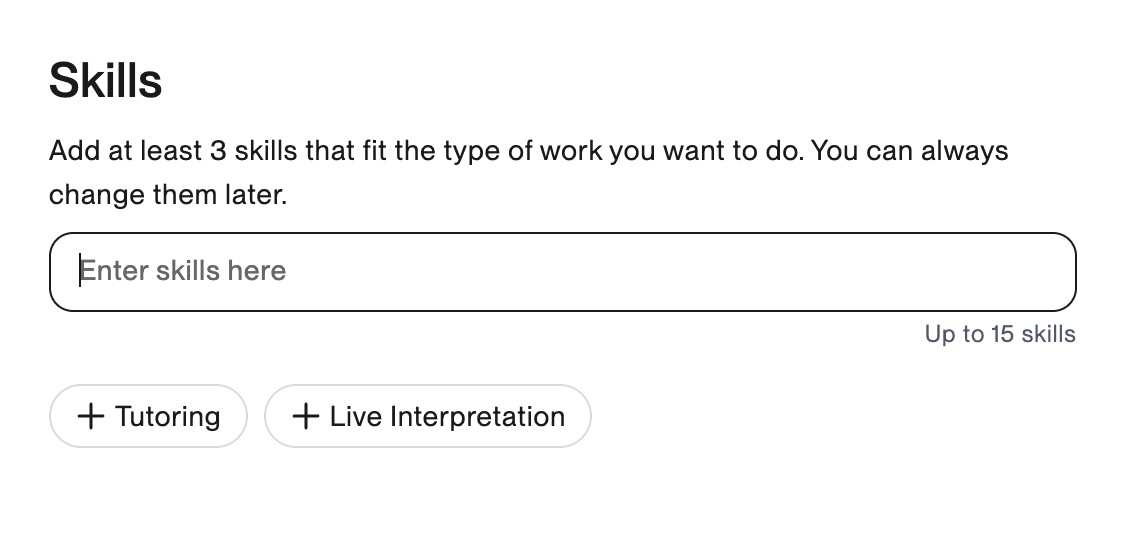 Skills
Add at least 3 skills that fit the type of work you want to do. You can always
change them later.
Enter skills here
Up to 15 skills
+ Tutoring
+ Live Interpretation